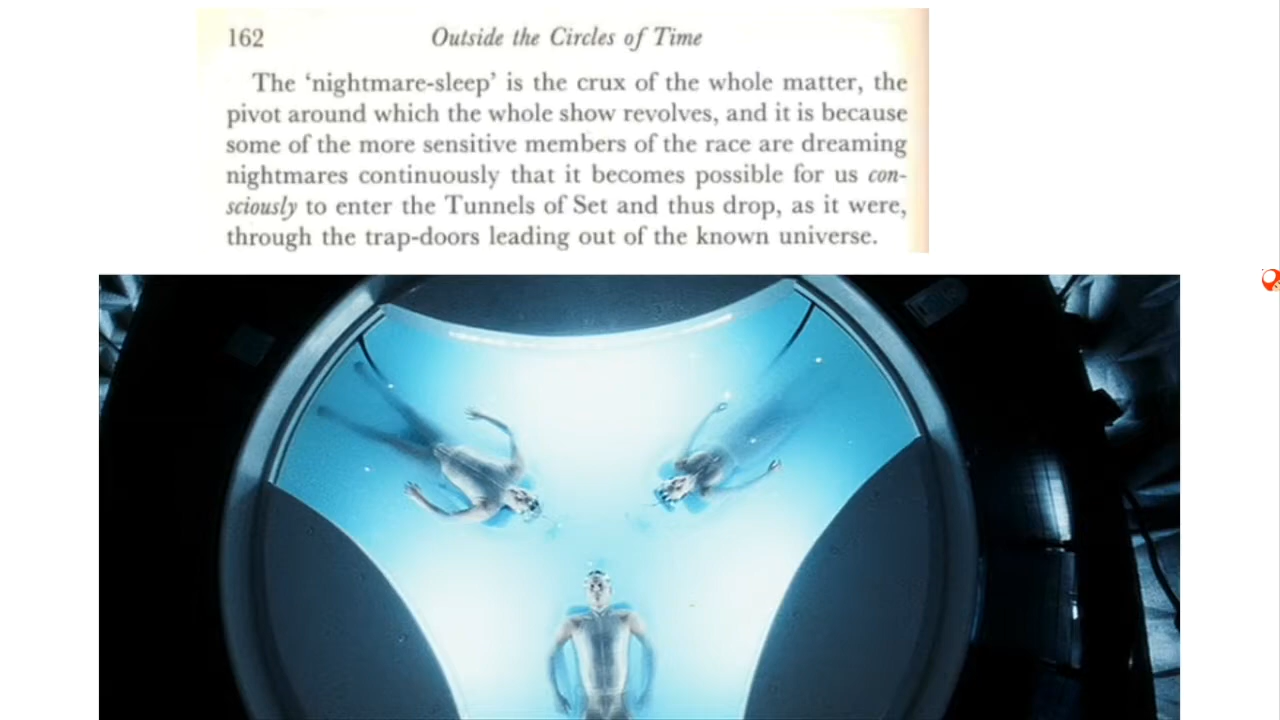 162 Outside the Circles of Time
The ‘nightmare-sleep’ is the crux of the whole matter, the
pivot around which the whole show revolves, and it is because
some of the more sensitive members of the race are dreaming
nightmares continuously that it becomes possible for us con-
sciously to enter the Tunnels of Set and thus drop, as it were,
through the trap-doors leading out of the known universe.